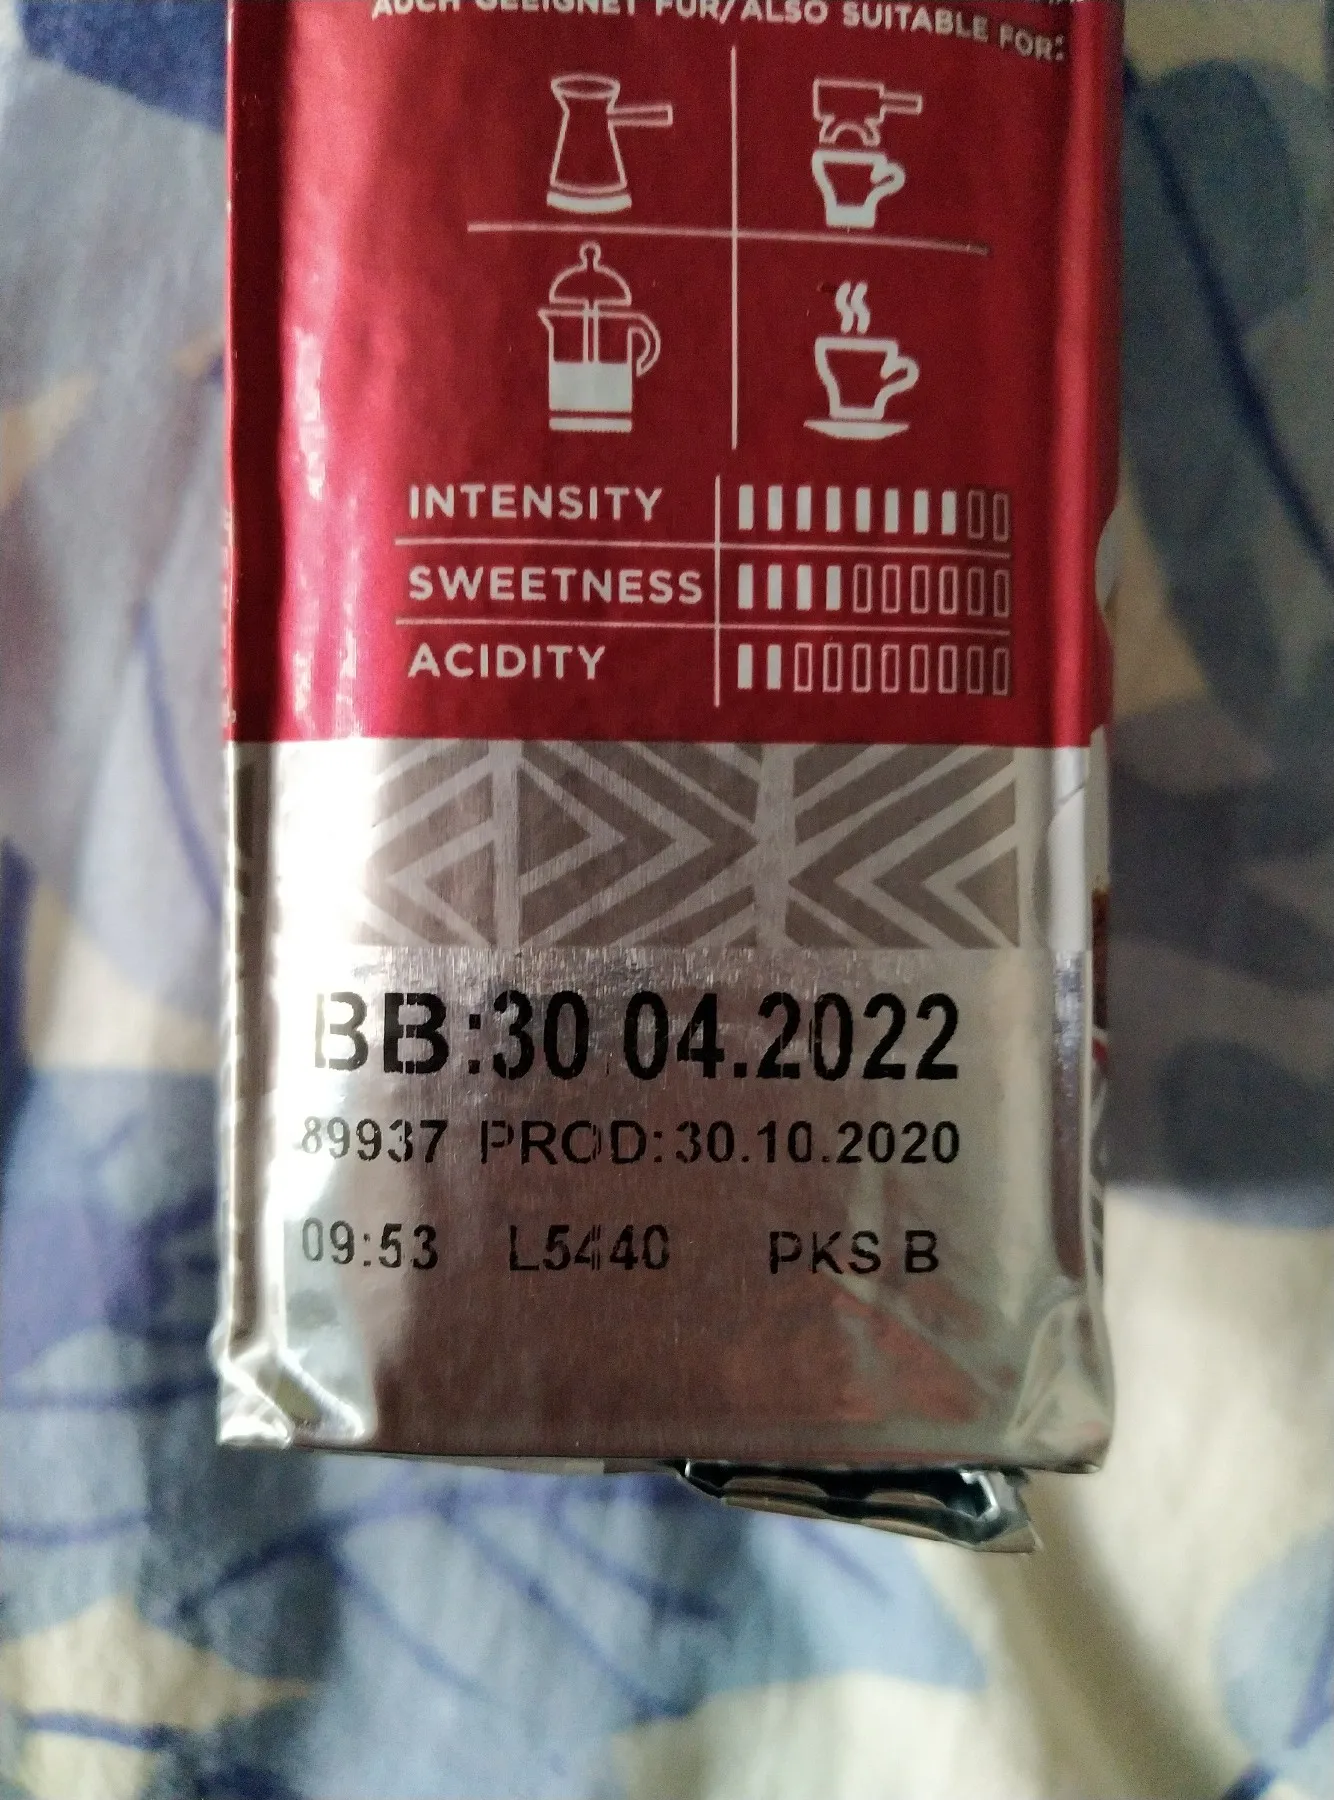 AUCH GEEIGNET FÜR/ALSO SUITABLE FOR:
INTENSITY
SWEETNESS
ACIDITY
BB:30 04.2022
89937 PROD:30.10.2020
09:53 L5440 PKS B